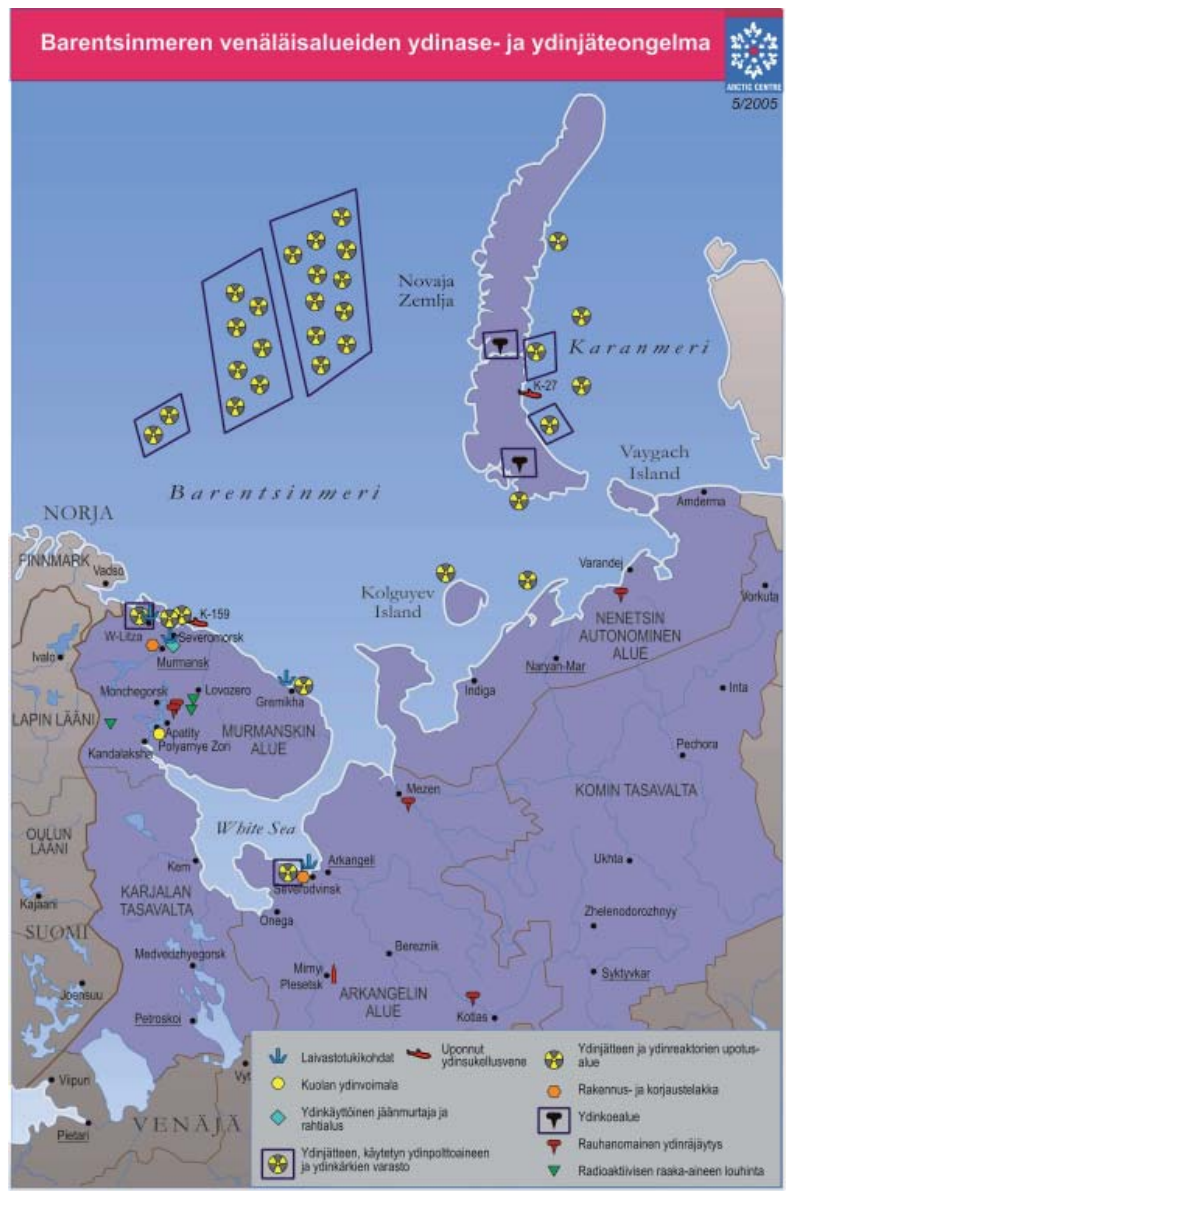 Barentsinmeren venäläisalueiden ydinase- ja ydinjäteongelma
ARCTIC CENTRE
5/2005
Novaja
Zemlja
Karanmeri
K-27
Vaygach
Island
Barentsinmeri
Amderma
NORJA
FINNMARK
Vadsø
Varandej
Kolguyev
Island
Vorkuta
K-159
NENETSIN
AUTONOMINEN
ALUE
W-Litza
Severomorsk
Ivalo
Murmansk
Naryan-Mar
Monchegorsk
Lovozero
Indiga
Inta
Gremikha
LAPIN LÄÄNI
Apatity
MURMANSKIN
ALUE
Polyarnye Zori
Kandalaksha
Pechora
Mezen
KOMIN TASAVALTA
White Sea
OULUN
LÄÄNI
Kem
Arkangeli
Ukhta
Severodvinsk
KARJALAN
TASAVALTA
Kajaani
Onega
Zhelenodorozhnyy
SUOMI
Medvedzhyegorsk
Bereznik
Mirnyi
Plesetsk
Syktyvkar
Joensuu
ARKANGELIN
ALUE
Petroskoi
Kotlas
Viipuri
Vyt
VENÄJÄ
Pietari
Laivastotukikohdat
Kuolan ydinvoimala
Ydinkäyttöinen jäänmurtaja ja
rahtialus
Ydinjätteen, käytetyn ydinpolttoaineen
ja ydinkärkien varasto
Uponnut
ydinsukellusvene
Ydinjätteen ja ydinreaktorien upotus-
alue
Rakennus- ja korjaustelakka
Ydinkoealue
Rauhanomainen ydinräjäytys
Radioaktiivisen raaka-aineen louhinta